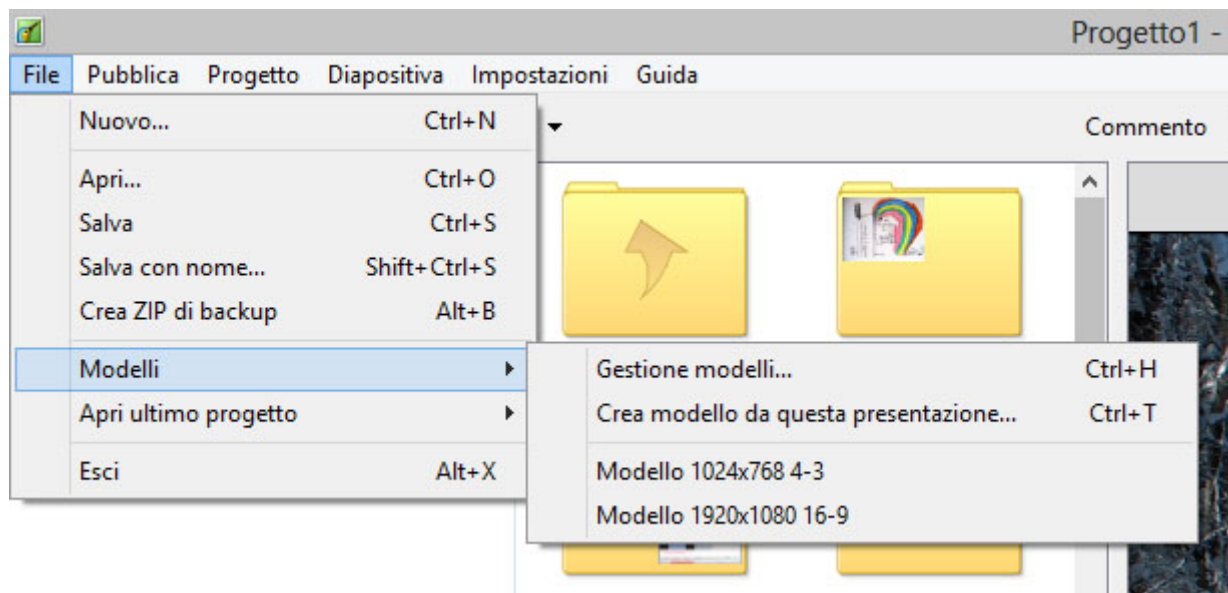 Progetto1 -
File Pubblica Progetto Diapositiva Impostazioni Guida
Nuovo... Ctrl+N
Commento
Apri... Ctrl+O
Salva Ctrl+S
Salva con nome... Shift+Ctrl+S
Crea ZIP di backup Alt+B
Modelli
Apri ultimo progetto
Esci Alt+X
Gestione modelli... Ctrl+H
Crea modello da questa presentazione... Ctrl+T
Modello 1024x768 4-3
Modello 1920x1080 16-9